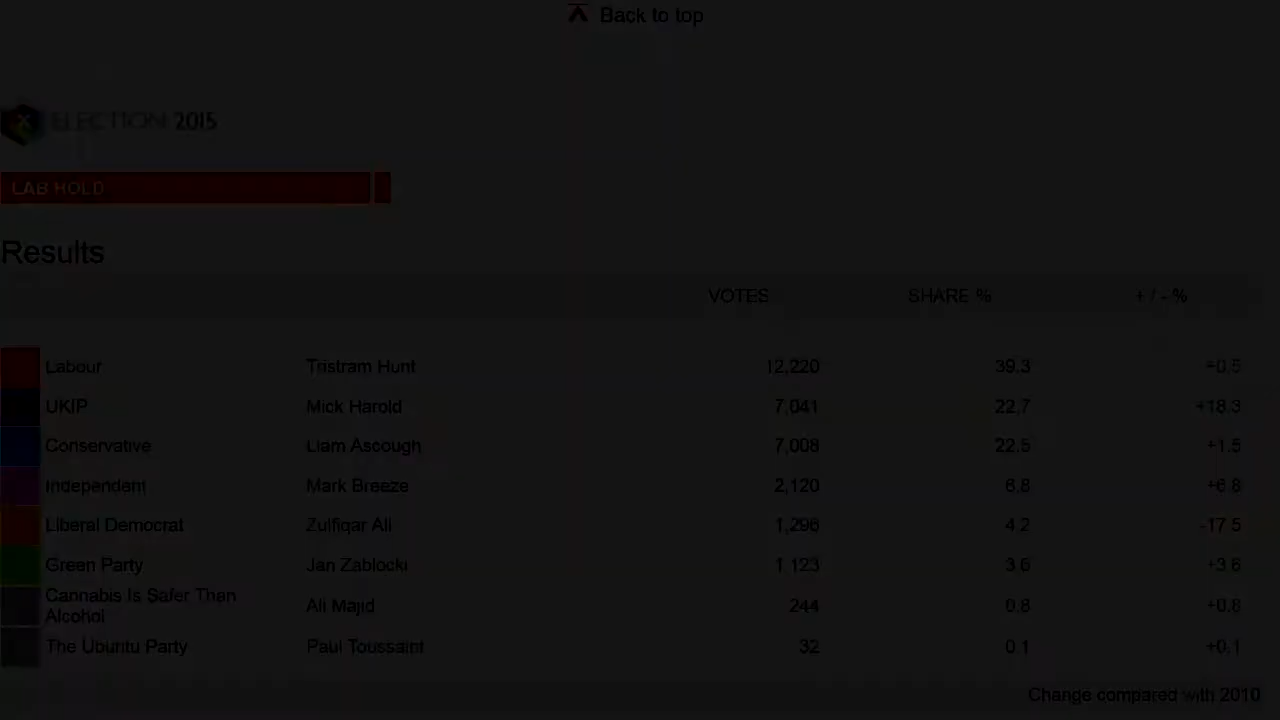 Back to top
ELECTION 2015
LAB HOLD
Results
VOTES SHARE % + / - %
Labour Tristram Hunt 12,220 39.3 +0.5
UKIP Mick Harold 7,041 22.7 +18.3
Conservative Liam Ascough 7,008 22.5 +1.5
Independent Mark Breeze 2,120 6.8 +6.8
Liberal Democrat Zulfiqar Ali 1,296 4.2 -17.5
Green Party Jan Zablocki 1,123 3.6 +3.6
Cannabis Is Safer Than
Alcohol Ali Majid 244 0.8 +0.8
The Ubuntu Party Paul Toussaint 32 0.1 +0.1
Change compared with 2010